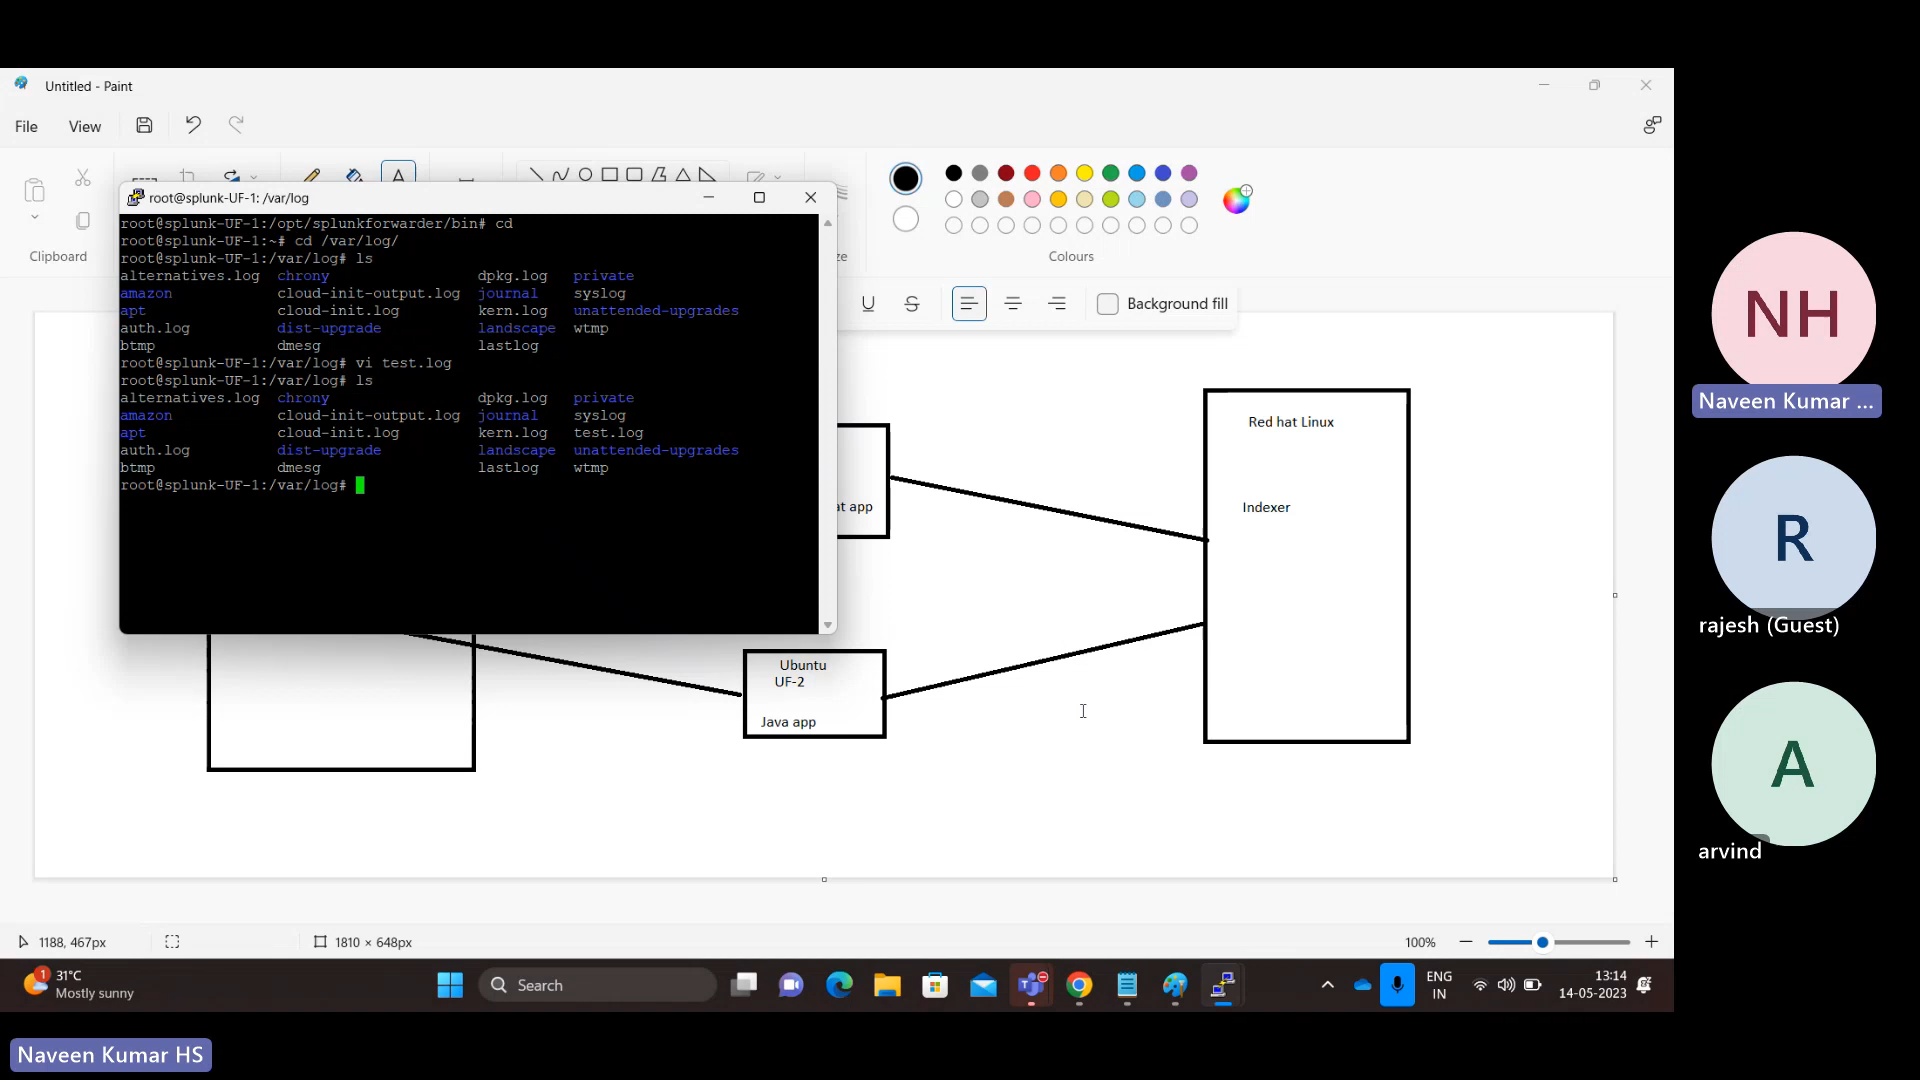 Untitled - Paint
File View
Clipboard
Colours
Background fill
root@splunk-UF-1: /var/log
root@splunk-UF-1:/opt/splunkforwarder/bin# cd
root@splunk-UF-1:~# cd /var/log/
root@splunk-UF-1:/var/log# ls
alternatives.log chrony dpkg.log private
amazon cloud-init-output.log journal syslog
apt cloud-init.log kern.log unattended-upgrades
auth.log dist-upgrade landscape wtmp
btmp dmesg lastlog
root@splunk-UF-1:/var/log# vi test.log
root@splunk-UF-1:/var/log# ls
alternatives.log chrony dpkg.log private
amazon cloud-init-output.log journal syslog
apt cloud-init.log kern.log test.log
auth.log dist-upgrade landscape unattended-upgrades
btmp dmesg lastlog wtmp
root@splunk-UF-1:/var/log#
at app
Red hat Linux
Indexer
Ubuntu
UF-2
Java app
1188, 467px 1810 × 648px 100%
1
31°C
Mostly sunny
Search
ENG
IN
13:14
14-05-2023
NH
Naveen Kumar ...
R
rajesh (Guest)
A
arvind
Naveen Kumar HS